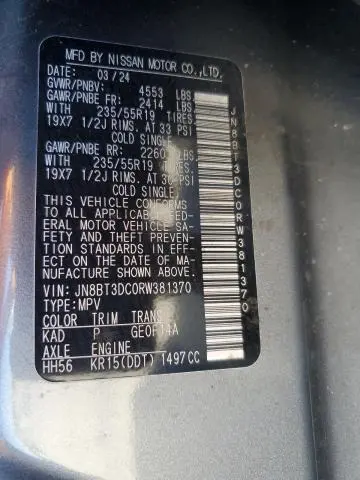 MFD BY NISSAN MOTOR CO.,LTD.
DATE: 03/24
GVWR/PNBV: 4553 LBS
GAWR/PNBE FR: 2414 LBS
WITH 235/55R19 TIRES
19X7 1/2J RIMS. AT 33 PSI
COLD SINGLE
GAWR/PNBE RR: 2260 LBS
WITH 235/55R19 TIRES
19X7 1/2J RIMS. AT 30 PSI
COLD SINGLE
THIS VEHICLE CONFORMS
TO ALL APPLICABLE FED-
ERAL MOTOR VEHICLE SA-
FETY AND THEFT PREVEN-
TION STANDARDS IN EFF-
ECT ON THE DATE OF MA-
NUFACTURE SHOWN ABOVE.
VIN: JN8BT3DC0RW381370
TYPE:MPV
COLOR TRIM TRANS
KAD P GE0F14A
AXLE ENGINE
HH56 KR15(DDT) 1497CC
JN8BT3DC0RW381370